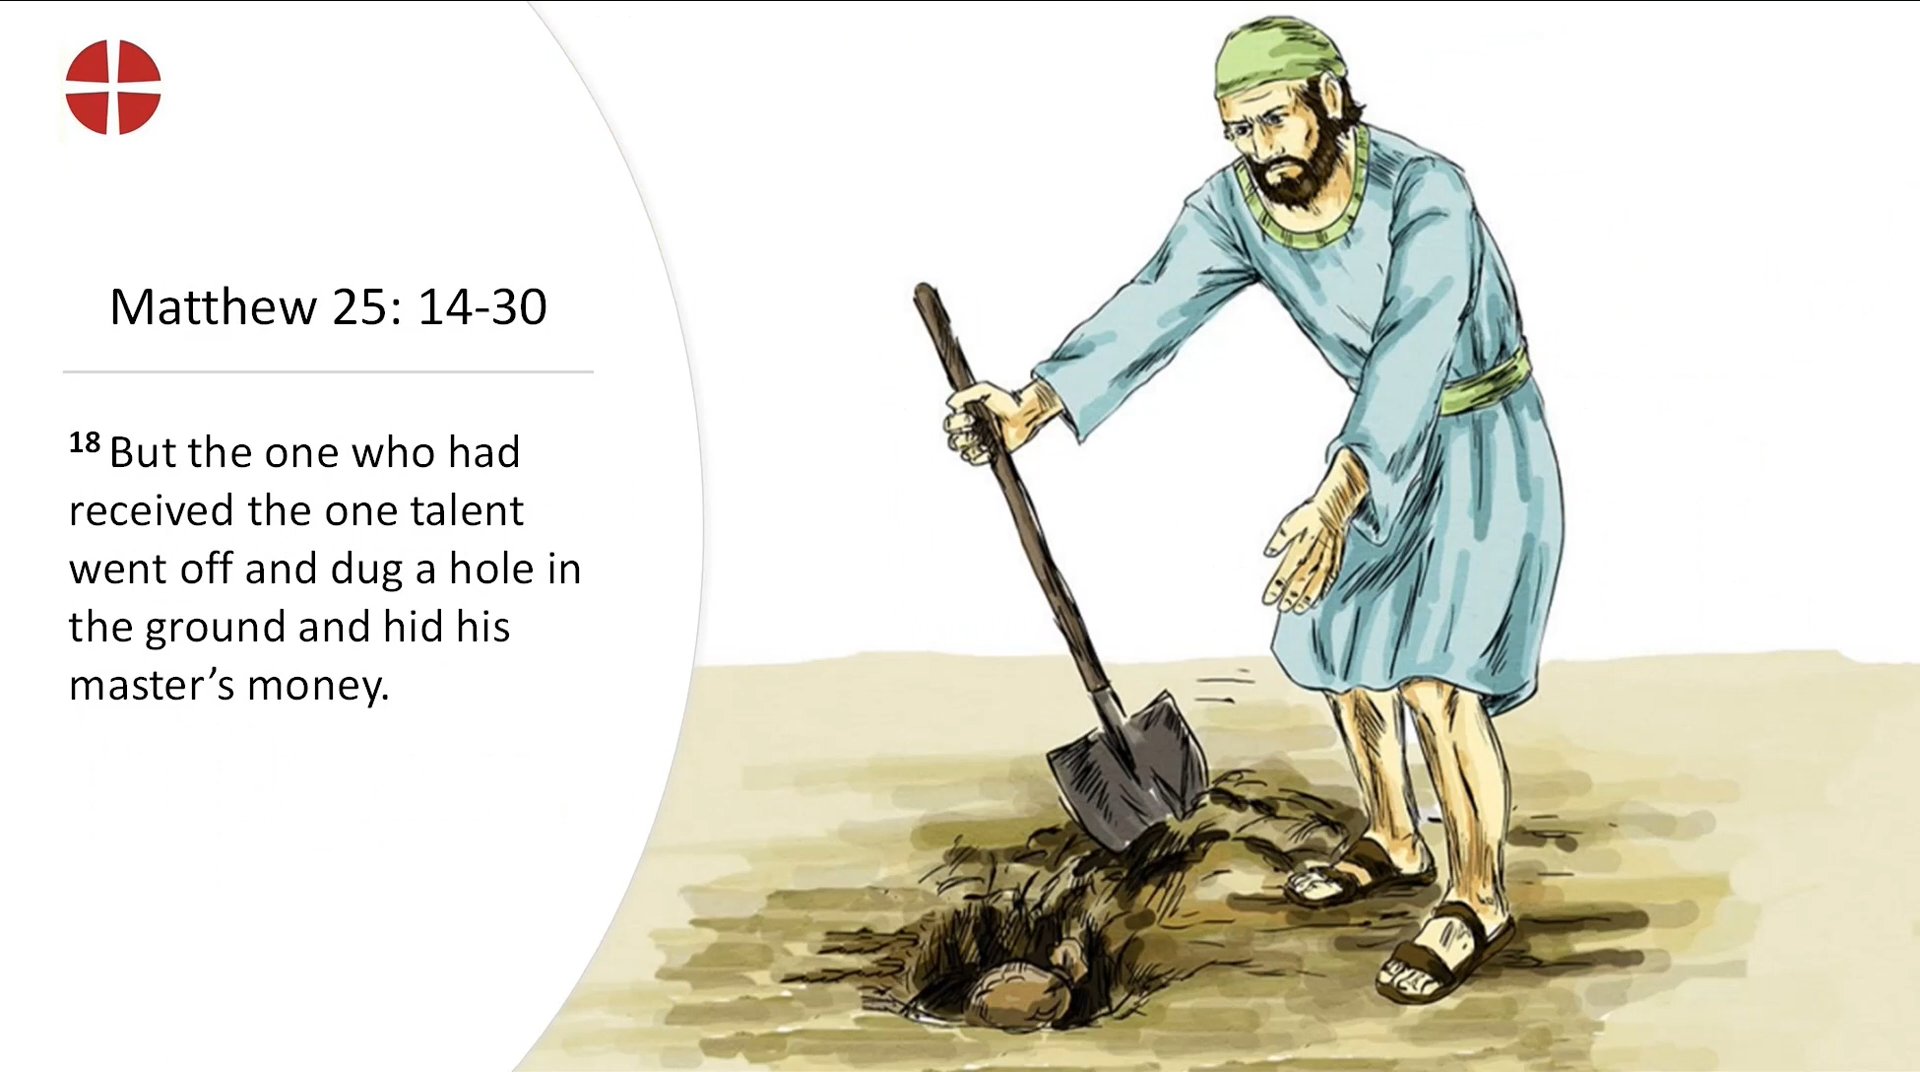 Matthew 25: 14-30
18 But the one who had
received the one talent
went off and dug a hole in
the ground and hid his
master’s money.